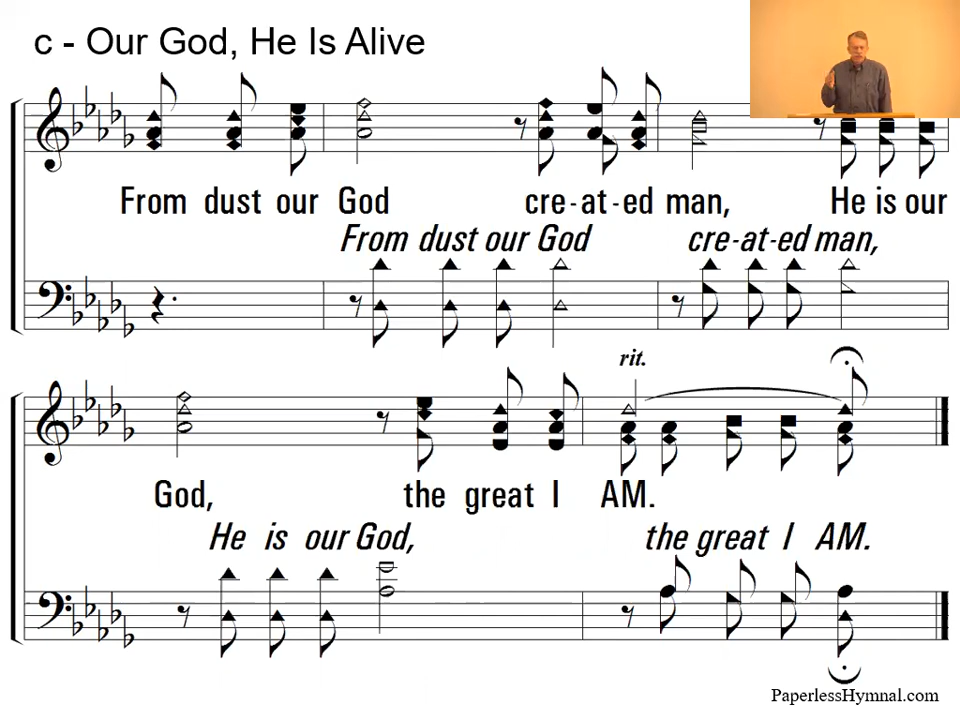 c - Our God, He Is Alive
From dust our God cre-at-ed man, He is our
From dust our God cre-at-ed man,
rit.
God, the great I AM.
He is our God, the great I AM.
PaperlessHymnal.com